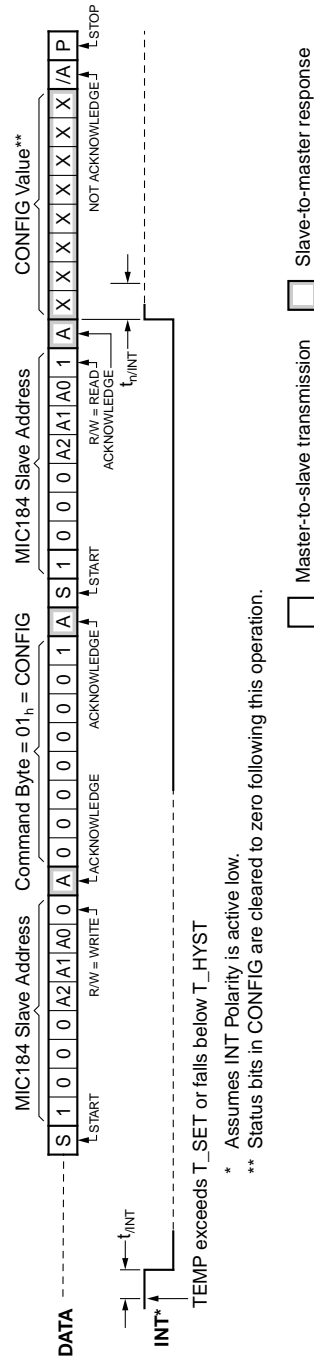 MIC184 Slave Address Command Byte = 01h = CONFIG MIC184 Slave Address CONFIG Value**
DATA S 1 0 0 0 A2 A1 A0 0 A 0 0 0 0 0 0 0 1 A S 1 0 0 0 A2 A1 A0 1 A X X X X X X X X /A P
START R/W = WRITE ACKNOWLEDGE ACKNOWLEDGE START R/W = READ NOT ACKNOWLEDGE STOP
ACKNOWLEDGE
t/INT tn/INT
INT*
TEMP exceeds T_SET or falls below T_HYST
* Assumes INT Polarity is active low.
** Status bits in CONFIG are cleared to zero following this operation.
Master-to-slave transmission Slave-to-master response